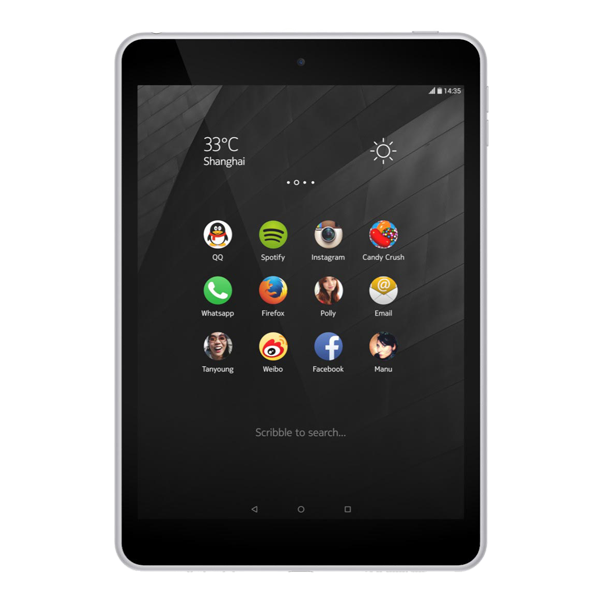 14:35
33°C
Shanghai
QQ Spotify Instagram Candy Crush
Whatsapp Firefox Polly Email
Tanyoung Weibo Facebook Manu
Scribble to search...